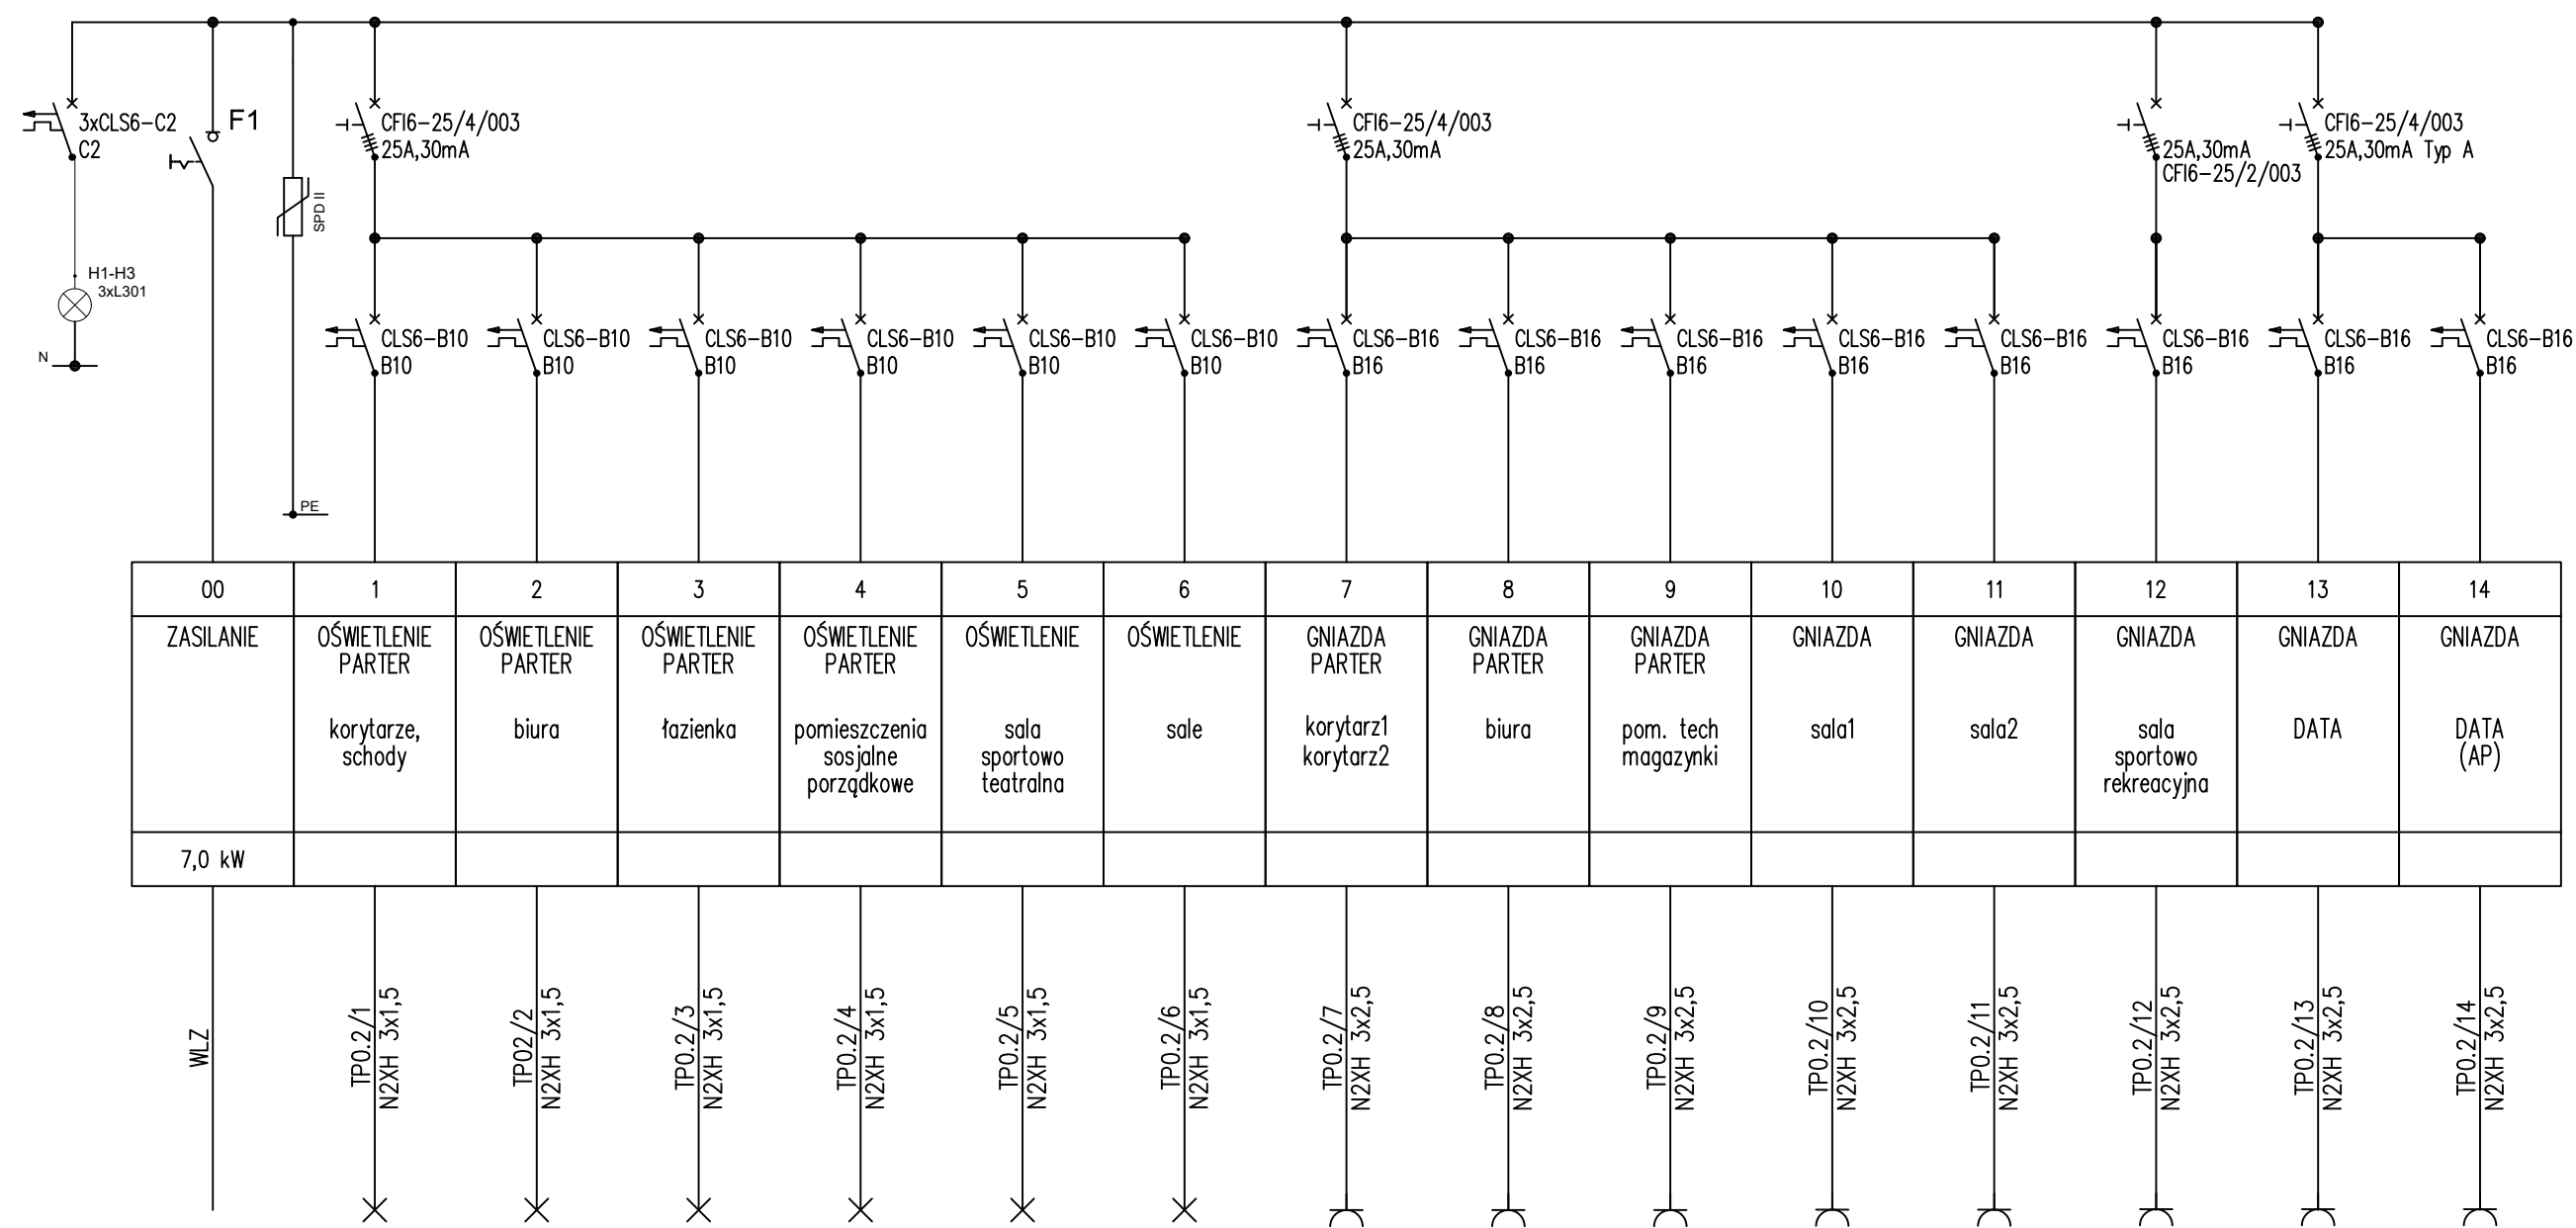 3xCLS6-C2
C2
F1
SPD II
CFI6-25/4/003
25A,30mA
CFI6-25/4/003
25A,30mA
25A,30mA
CFI6-25/2/003
CFI6-25/4/003
25A,30mA Typ A
H1-H3
3xL301
N
PE
CLS6-B10
B10
CLS6-B10
B10
CLS6-B10
B10
CLS6-B10
B10
CLS6-B10
B10
CLS6-B10
B10
CLS6-B16
B16
CLS6-B16
B16
CLS6-B16
B16
CLS6-B16
B16
CLS6-B16
B16
CLS6-B16
B16
CLS6-B16
B16
CLS6-B16
B16
00
ZASILANIE
7,0 kW
WLZ
1
OŚWIETLENIE
PARTER
korytarze,
schody
TP0.2/1
N2XH 3x1,5
2
OŚWIETLENIE
PARTER
biura
TP02/2
N2XH 3x1,5
3
OŚWIETLENIE
PARTER
łazienka
TP0.2/3
N2XH 3x1,5
4
OŚWIETLENIE
PARTER
pomieszczenia
sosjalne
porządkowe
TP0.2/4
N2XH 3x1,5
5
OŚWIETLENIE
sala
sportowo
teatralna
TP0.2/5
N2XH 3x1,5
6
OŚWIETLENIE
sale
TP0.2/6
N2XH 3x1,5
7
GNIAZDA
PARTER
korytarz1
korytarz2
TP0.2/7
N2XH 3x2,5
8
GNIAZDA
PARTER
biura
TP0.2/8
N2XH 3x2,5
9
GNIAZDA
PARTER
pom. tech
magazynki
TP0.2/9
N2XH 3x2,5
10
GNIAZDA
sala1
TP0.2/10
N2XH 3x2,5
11
GNIAZDA
sala2
TP0.2/11
N2XH 3x2,5
12
GNIAZDA
sala
sportowo
rekreacyjna
TP0.2/12
N2XH 3x2,5
13
GNIAZDA
DATA
TP0.2/13
N2XH 3x2,5
14
GNIAZDA
DATA
(AP)
TP0.2/14
N2XH 3x2,5